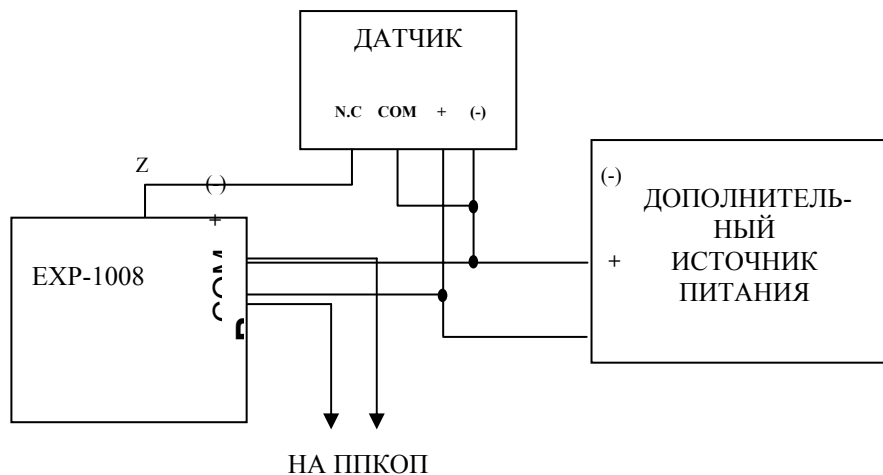 ДАТЧИК
N.C COM + (-)
Z
(-)
+
COM
EXP-1008
(-)
ДОПОЛНИТЕЛЬ-
НЫЙ
+
ИСТОЧНИК
ПИТАНИЯ
НА ППКОП